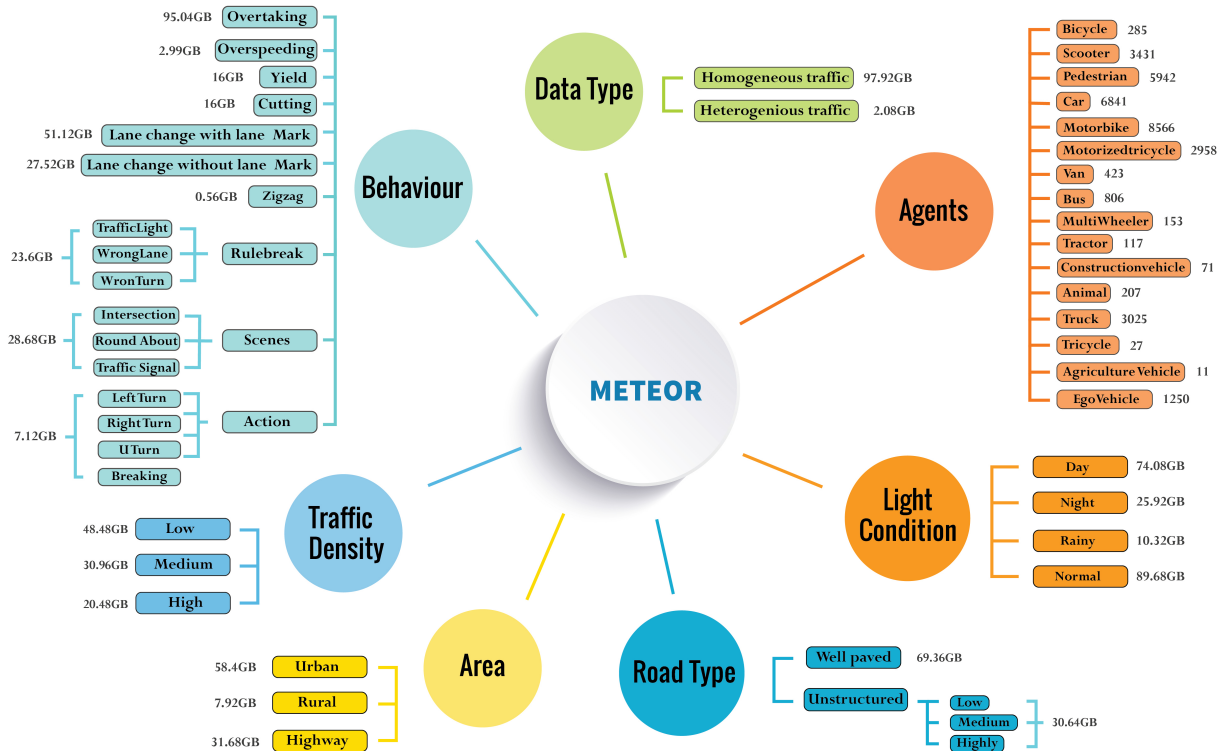 METEOR
Behaviour
95.04GB Overtaking
2.99GB Overspeeding
16GB Yield
16GB Cutting
51.12GB Lane change with lane Mark
27.52GB Lane change without lane Mark
0.56GB Zigzag
TrafficLight
23.6GB WrongLane Rulebreak
WronTurn
Intersection
28.68GB Round About Scenes
Traffic Signal
LeftTurn
RightTurn Action
7.12GB
UTurn
Breaking
Data Type
Homogeneous traffic 97.92GB
Heterogenious traffic 2.08GB
Agents
Bicycle 285
Scooter 3431
Pedestrian 5942
Car 6841
Motorbike 8566
Motorizedtricycle 2958
Van 423
Bus 806
MultiWheeler 153
Tractor 117
Constructionvehicle 71
Animal 207
Truck 3025
Tricycle 27
AgricultureVehicle 11
EgoVehicle 1250
Traffic
Density
48.48GB Low
30.96GB Medium
20.48GB High
Light
Condition
Day 74.08GB
Night 25.92GB
Rainy 10.32GB
Normal 89.68GB
Area
58.4GB Urban
7.92GB Rural
31.68GB Highway
Road Type
Well paved 69.36GB
Unstructured
Low
Medium 30.64GB
Highly